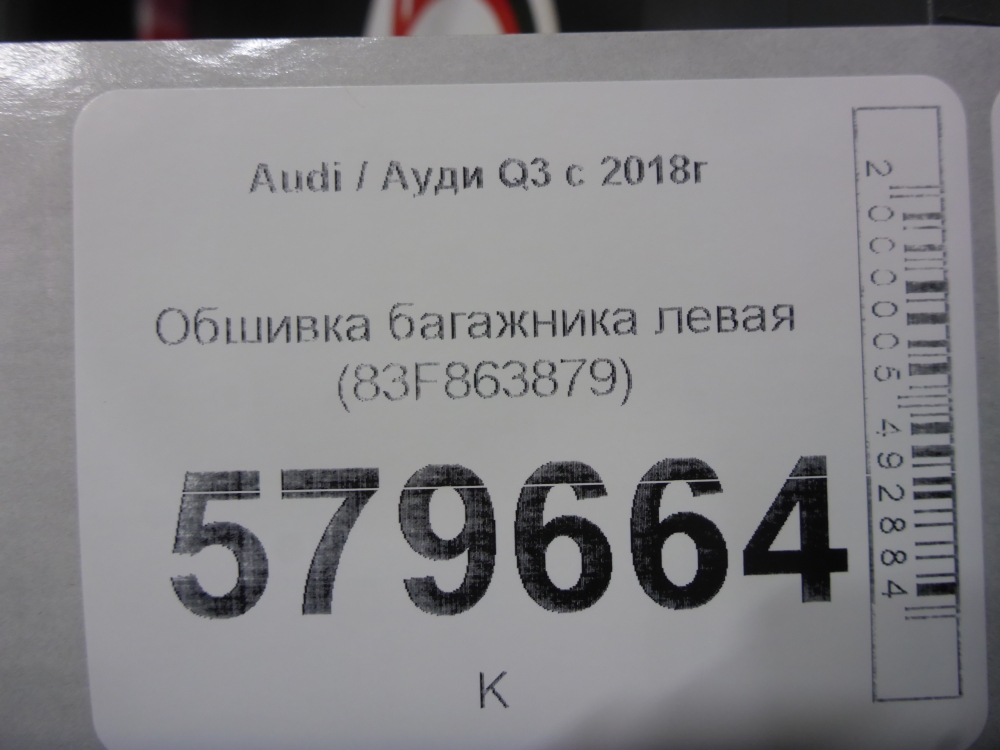 Audi / Ауди Q3 с 2018г
Обшивка багажника левая
(83F863879)
579664
К
2000005492884